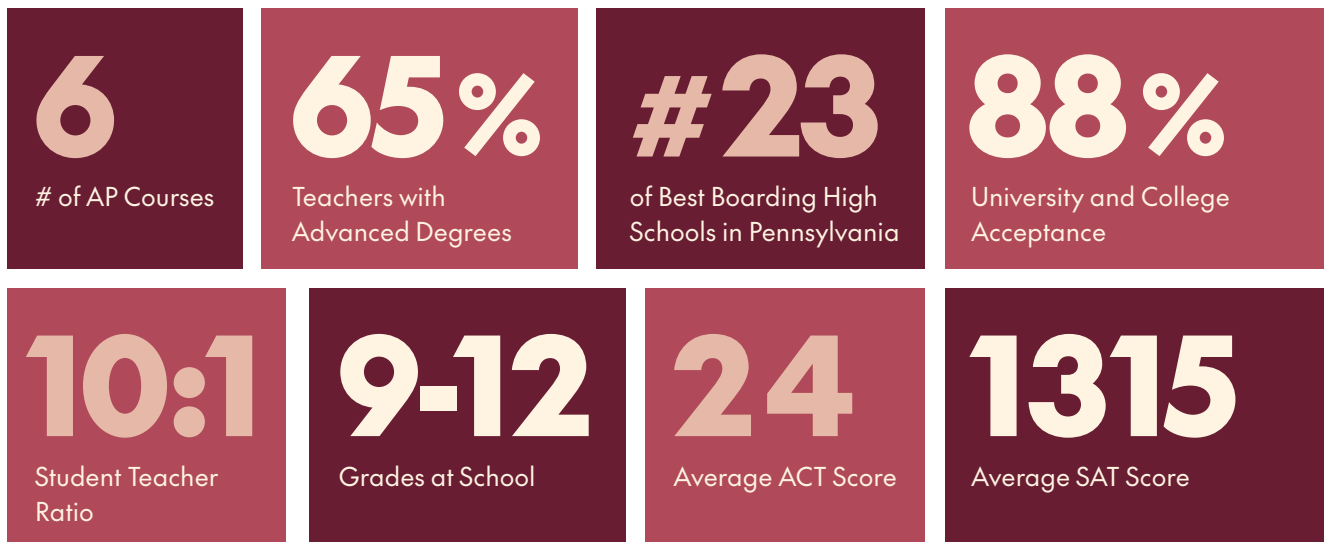 6
# of AP Courses
65%
Teachers with
Advanced Degrees
#23
of Best Boarding High
Schools in Pennsylvania
88%
University and College
Acceptance
10:1
Student Teacher
Ratio
9-12
Grades at School
24
Average ACT Score
1315
Average SAT Score